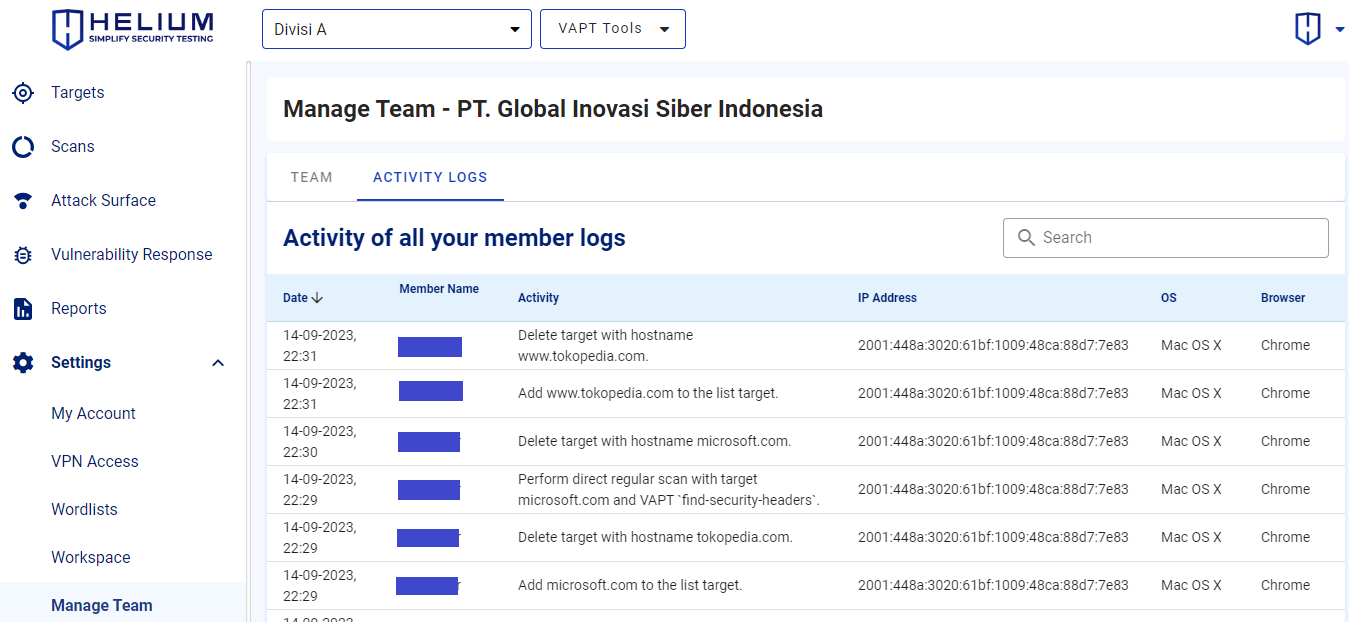 HELIUM
SIMPLIFY SECURITY TESTING
Divisi A
VAPT Tools
Targets
Scans
Attack Surface
Vulnerability Response
Reports
Settings
My Account
VPN Access
Wordlists
Workspace
Manage Team
Manage Team - PT. Global Inovasi Siber Indonesia
TEAM ACTIVITY LOGS
Activity of all your member logs
Search
Date Member Name Activity IP Address OS Browser
14-09-2023,
22:31
Delete target with hostname
www.tokopedia.com.
2001:448a:3020:61bf:1009:48ca:88d7:7e83 Mac OS X Chrome
14-09-2023,
22:31
Add www.tokopedia.com to the list target.
2001:448a:3020:61bf:1009:48ca:88d7:7e83 Mac OS X Chrome
14-09-2023,
22:30
Delete target with hostname microsoft.com.
2001:448a:3020:61bf:1009:48ca:88d7:7e83 Mac OS X Chrome
14-09-2023,
22:29
Perform direct regular scan with target
microsoft.com and VAPT `find-security-headers`.
2001:448a:3020:61bf:1009:48ca:88d7:7e83 Mac OS X Chrome
14-09-2023,
22:29
Delete target with hostname tokopedia.com.
2001:448a:3020:61bf:1009:48ca:88d7:7e83 Mac OS X Chrome
14-09-2023,
22:29
Add microsoft.com to the list target.
2001:448a:3020:61bf:1009:48ca:88d7:7e83 Mac OS X Chrome